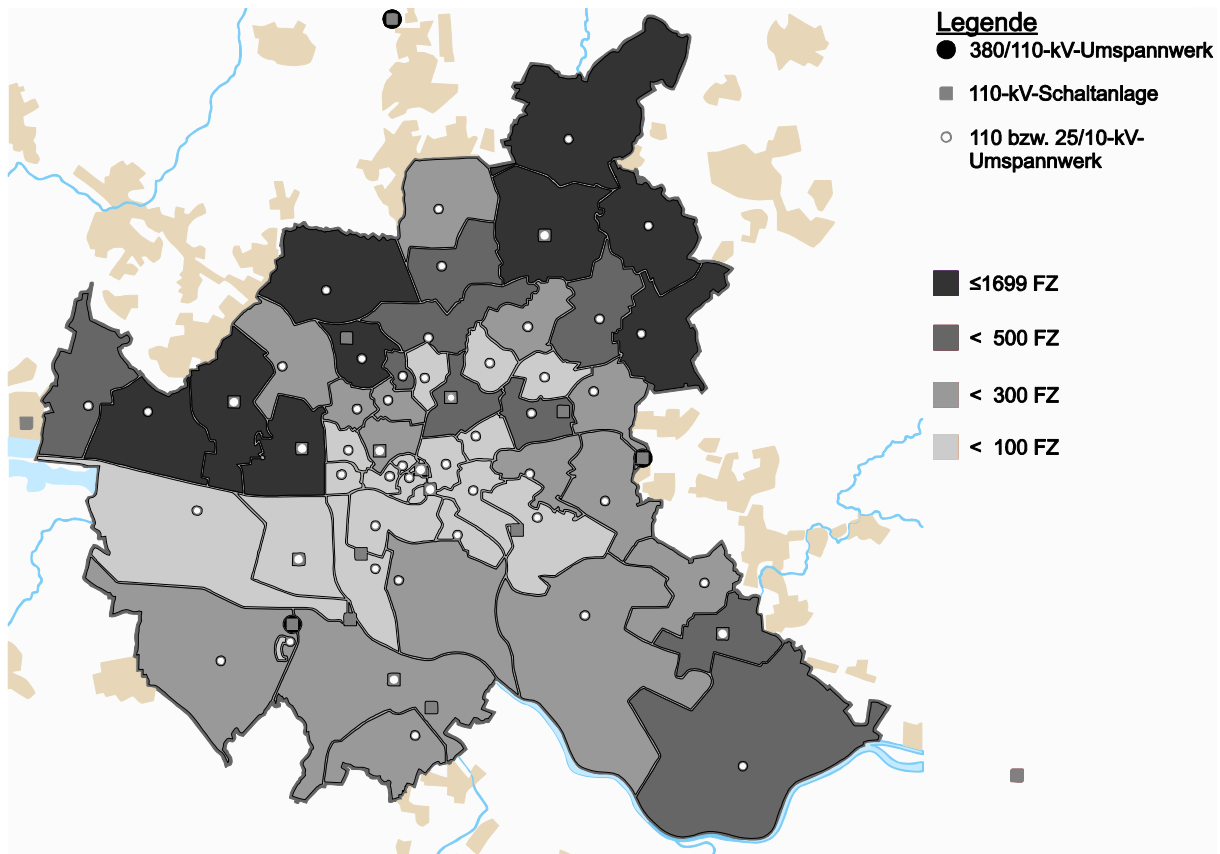 Legende
380/110-kV-Umspannwerk
110-kV-Schaltanlage
110 bzw. 25/10-kV-
Umspannwerk
≤1699 FZ
< 500 FZ
< 300 FZ
< 100 FZ